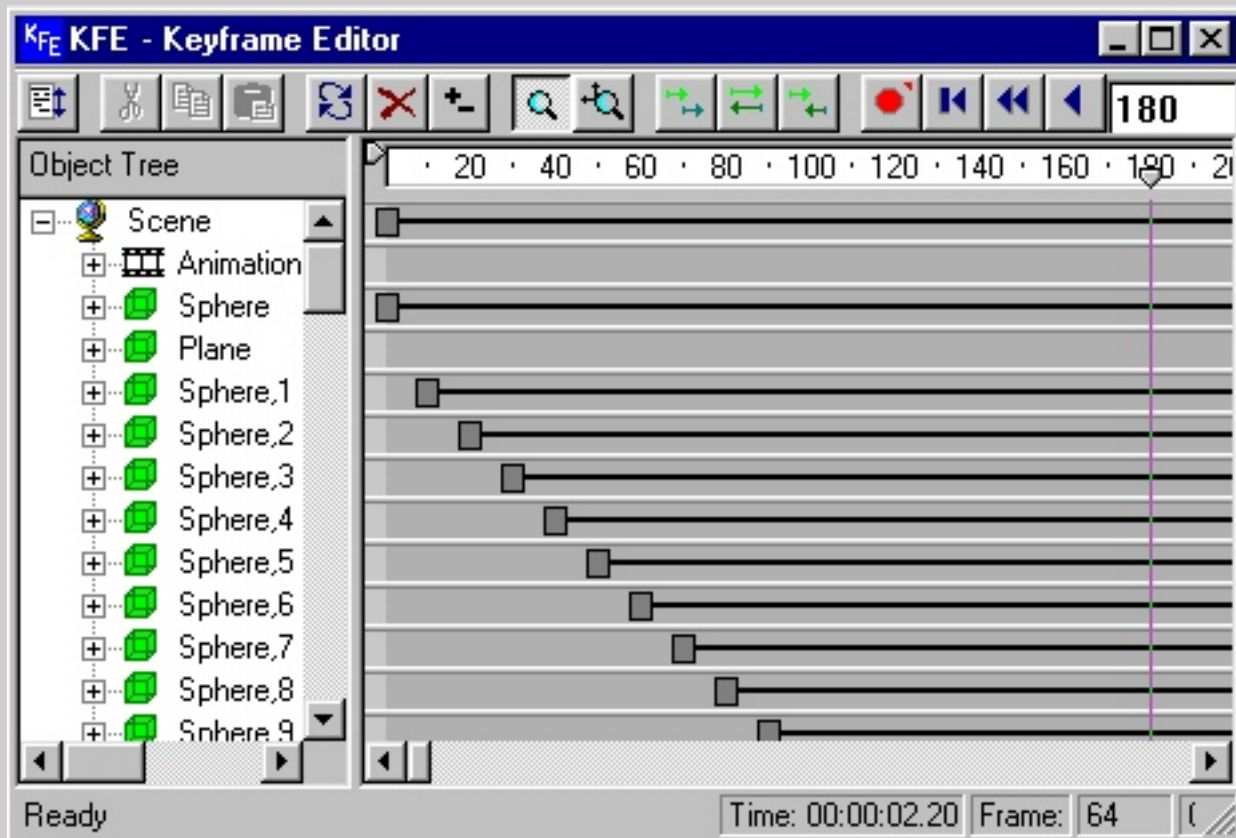 KFE KFE - Keyframe Editor
180
Object Tree
20 40 60 80 100 120 140 160 180
Scene
Animation
Sphere
Plane
Sphere,1
Sphere,2
Sphere,3
Sphere,4
Sphere,5
Sphere,6
Sphere,7
Sphere,8
Sphere,9
Ready
Time: 00:00:02.20 Frame: 64